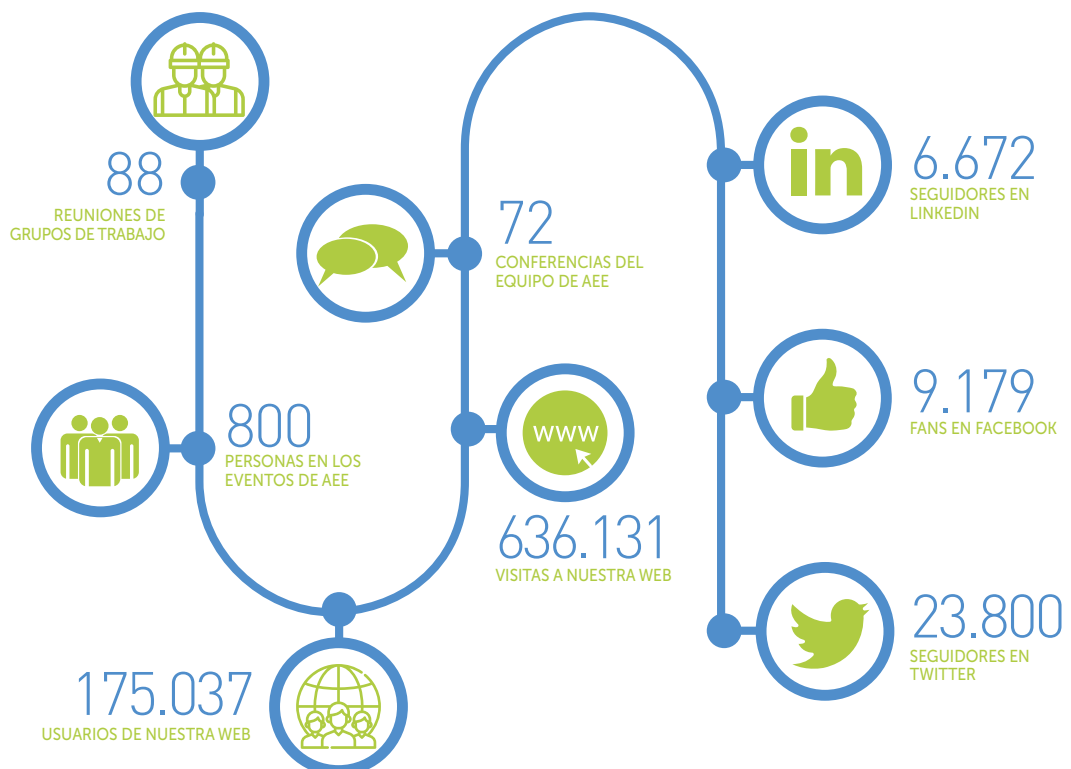 88
REUNIONES DE
GRUPOS DE TRABAJO
800
PERSONAS EN LOS
EVENTOS DE AEE
175.037
USUARIOS DE NUESTRA WEB
72
CONFERENCIAS DEL
EQUIPO DE AEE
www
636.131
VISITAS A NUESTRA WEB
in
6.672
SEGUIDORES EN
LINKEDIN
9.179
FANS EN FACEBOOK
23.800
SEGUIDORES EN
TWITTER